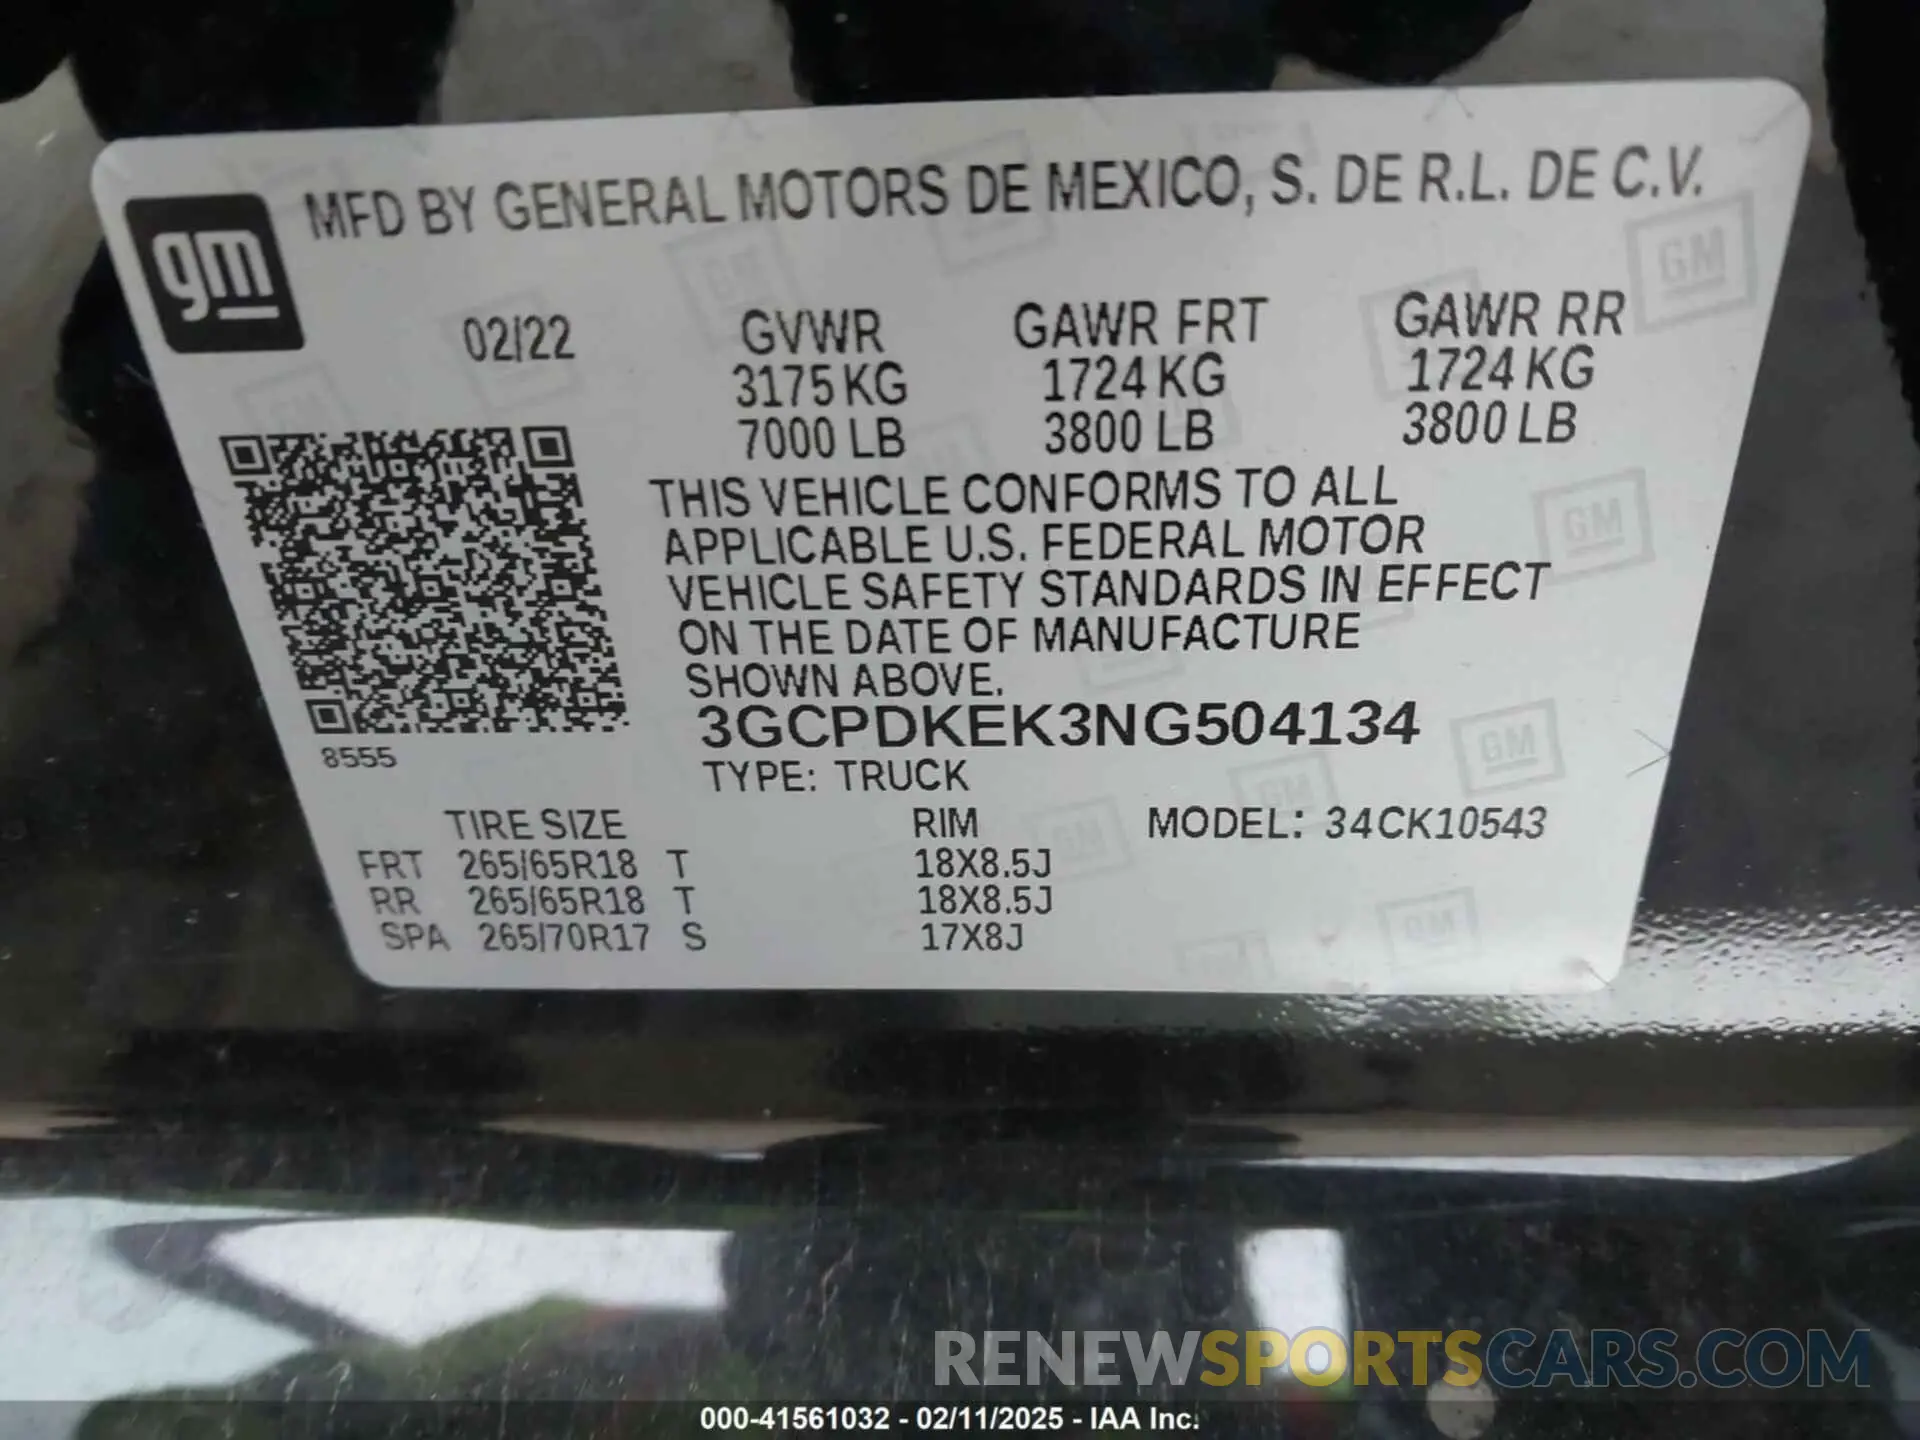 gm
MFD BY GENERAL MOTORS DE MEXICO, S. DE R.L. DE C.V.
02/22 GVWR GAWR FRT GAWR RR
3175 KG 1724 KG 1724 KG
7000 LB 3800 LB 3800 LB
THIS VEHICLE CONFORMS TO ALL
APPLICABLE U.S. FEDERAL MOTOR
VEHICLE SAFETY STANDARDS IN EFFECT
ON THE DATE OF MANUFACTURE
SHOWN ABOVE.
3GCPDKEK3NG504134
8555
TYPE: TRUCK
TIRE SIZE RIM MODEL: 34CK10543
FRT 265/65R18 T 18X8.5J
RR 265/65R18 T 18X8.5J
SPA 265/70R17 S 17X8J
RENEWSPORTSCARS.COM
000-41561032 - 02/11/2025 - IAA Inc.